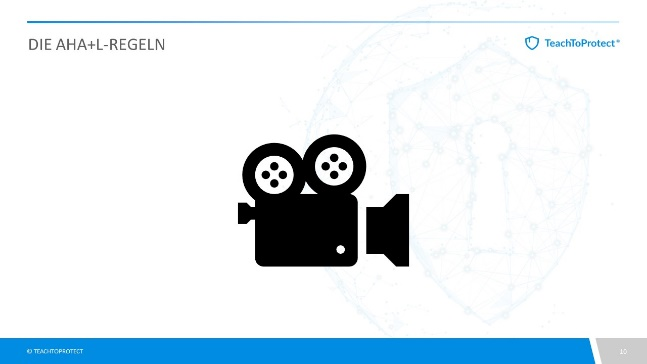 DIE AHA+L-REGELN
TeachToProtect®
© TEACHTOPROTECT
10